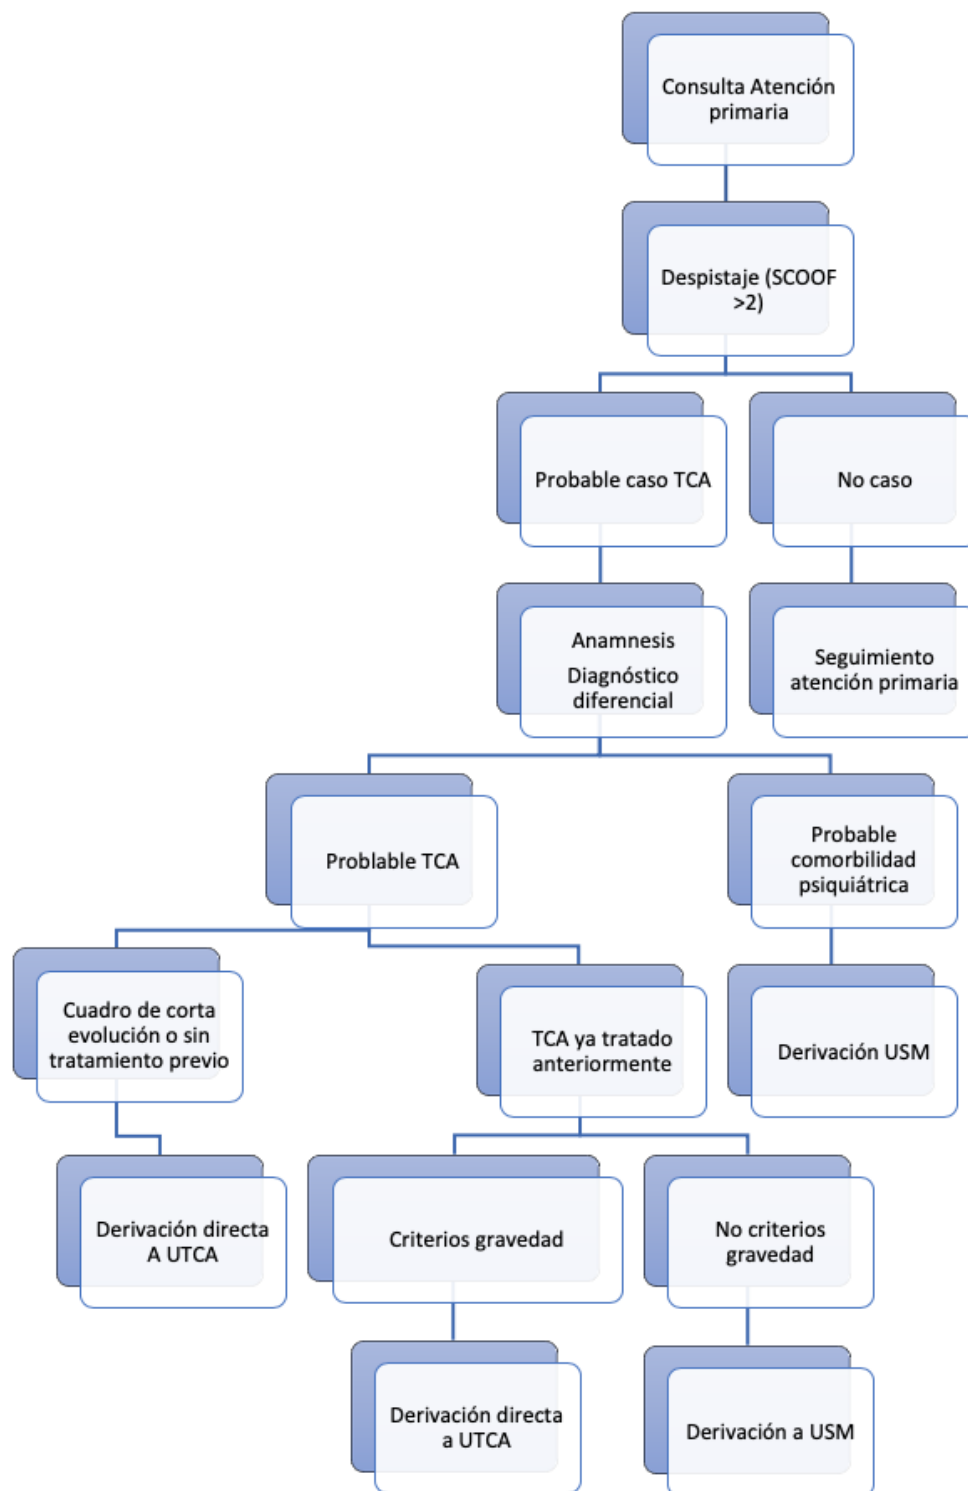 Consulta Atención
primaria
Despistaje (SCOOF
>2)
Probable caso TCA
No caso
Anamnesis
Diagnóstico
diferencial
Seguimiento
atención primaria
Problable TCA
Probable
comorbilidad
psiquiátrica
Cuadro de corta
evolución o sin
tratamiento previo
TCA ya tratado
anteriormente
Derivación USM
Derivación directa
A UTCA
Criterios gravedad
No criterios
gravedad
Derivación directa
a UTCA
Derivación a USM